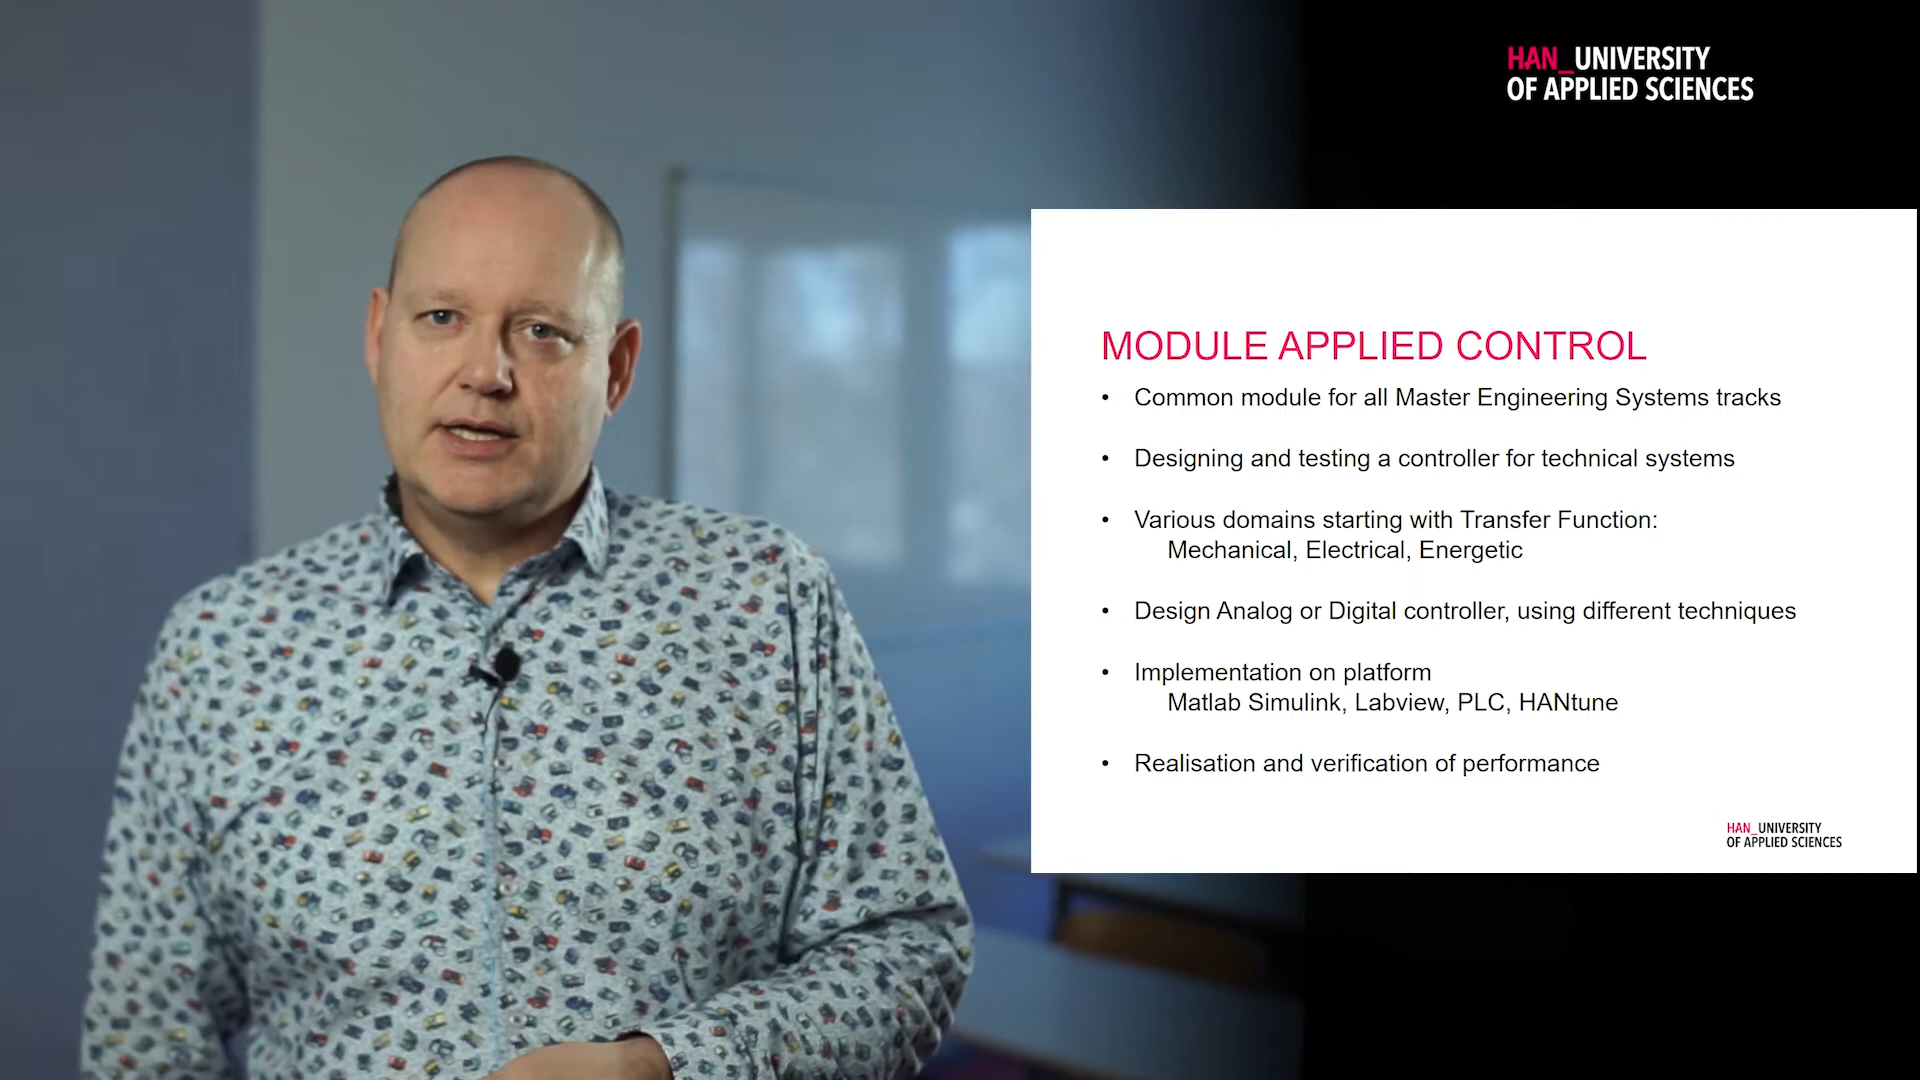 HAN_UNIVERSITY
OF APPLIED SCIENCES
MODULE APPLIED CONTROL
• Common module for all Master Engineering Systems tracks
• Designing and testing a controller for technical systems
• Various domains starting with Transfer Function:
Mechanical, Electrical, Energetic
• Design Analog or Digital controller, using different techniques
• Implementation on platform
Matlab Simulink, Labview, PLC, HANtune
• Realisation and verification of performance
HAN_UNIVERSITY
OF APPLIED SCIENCES